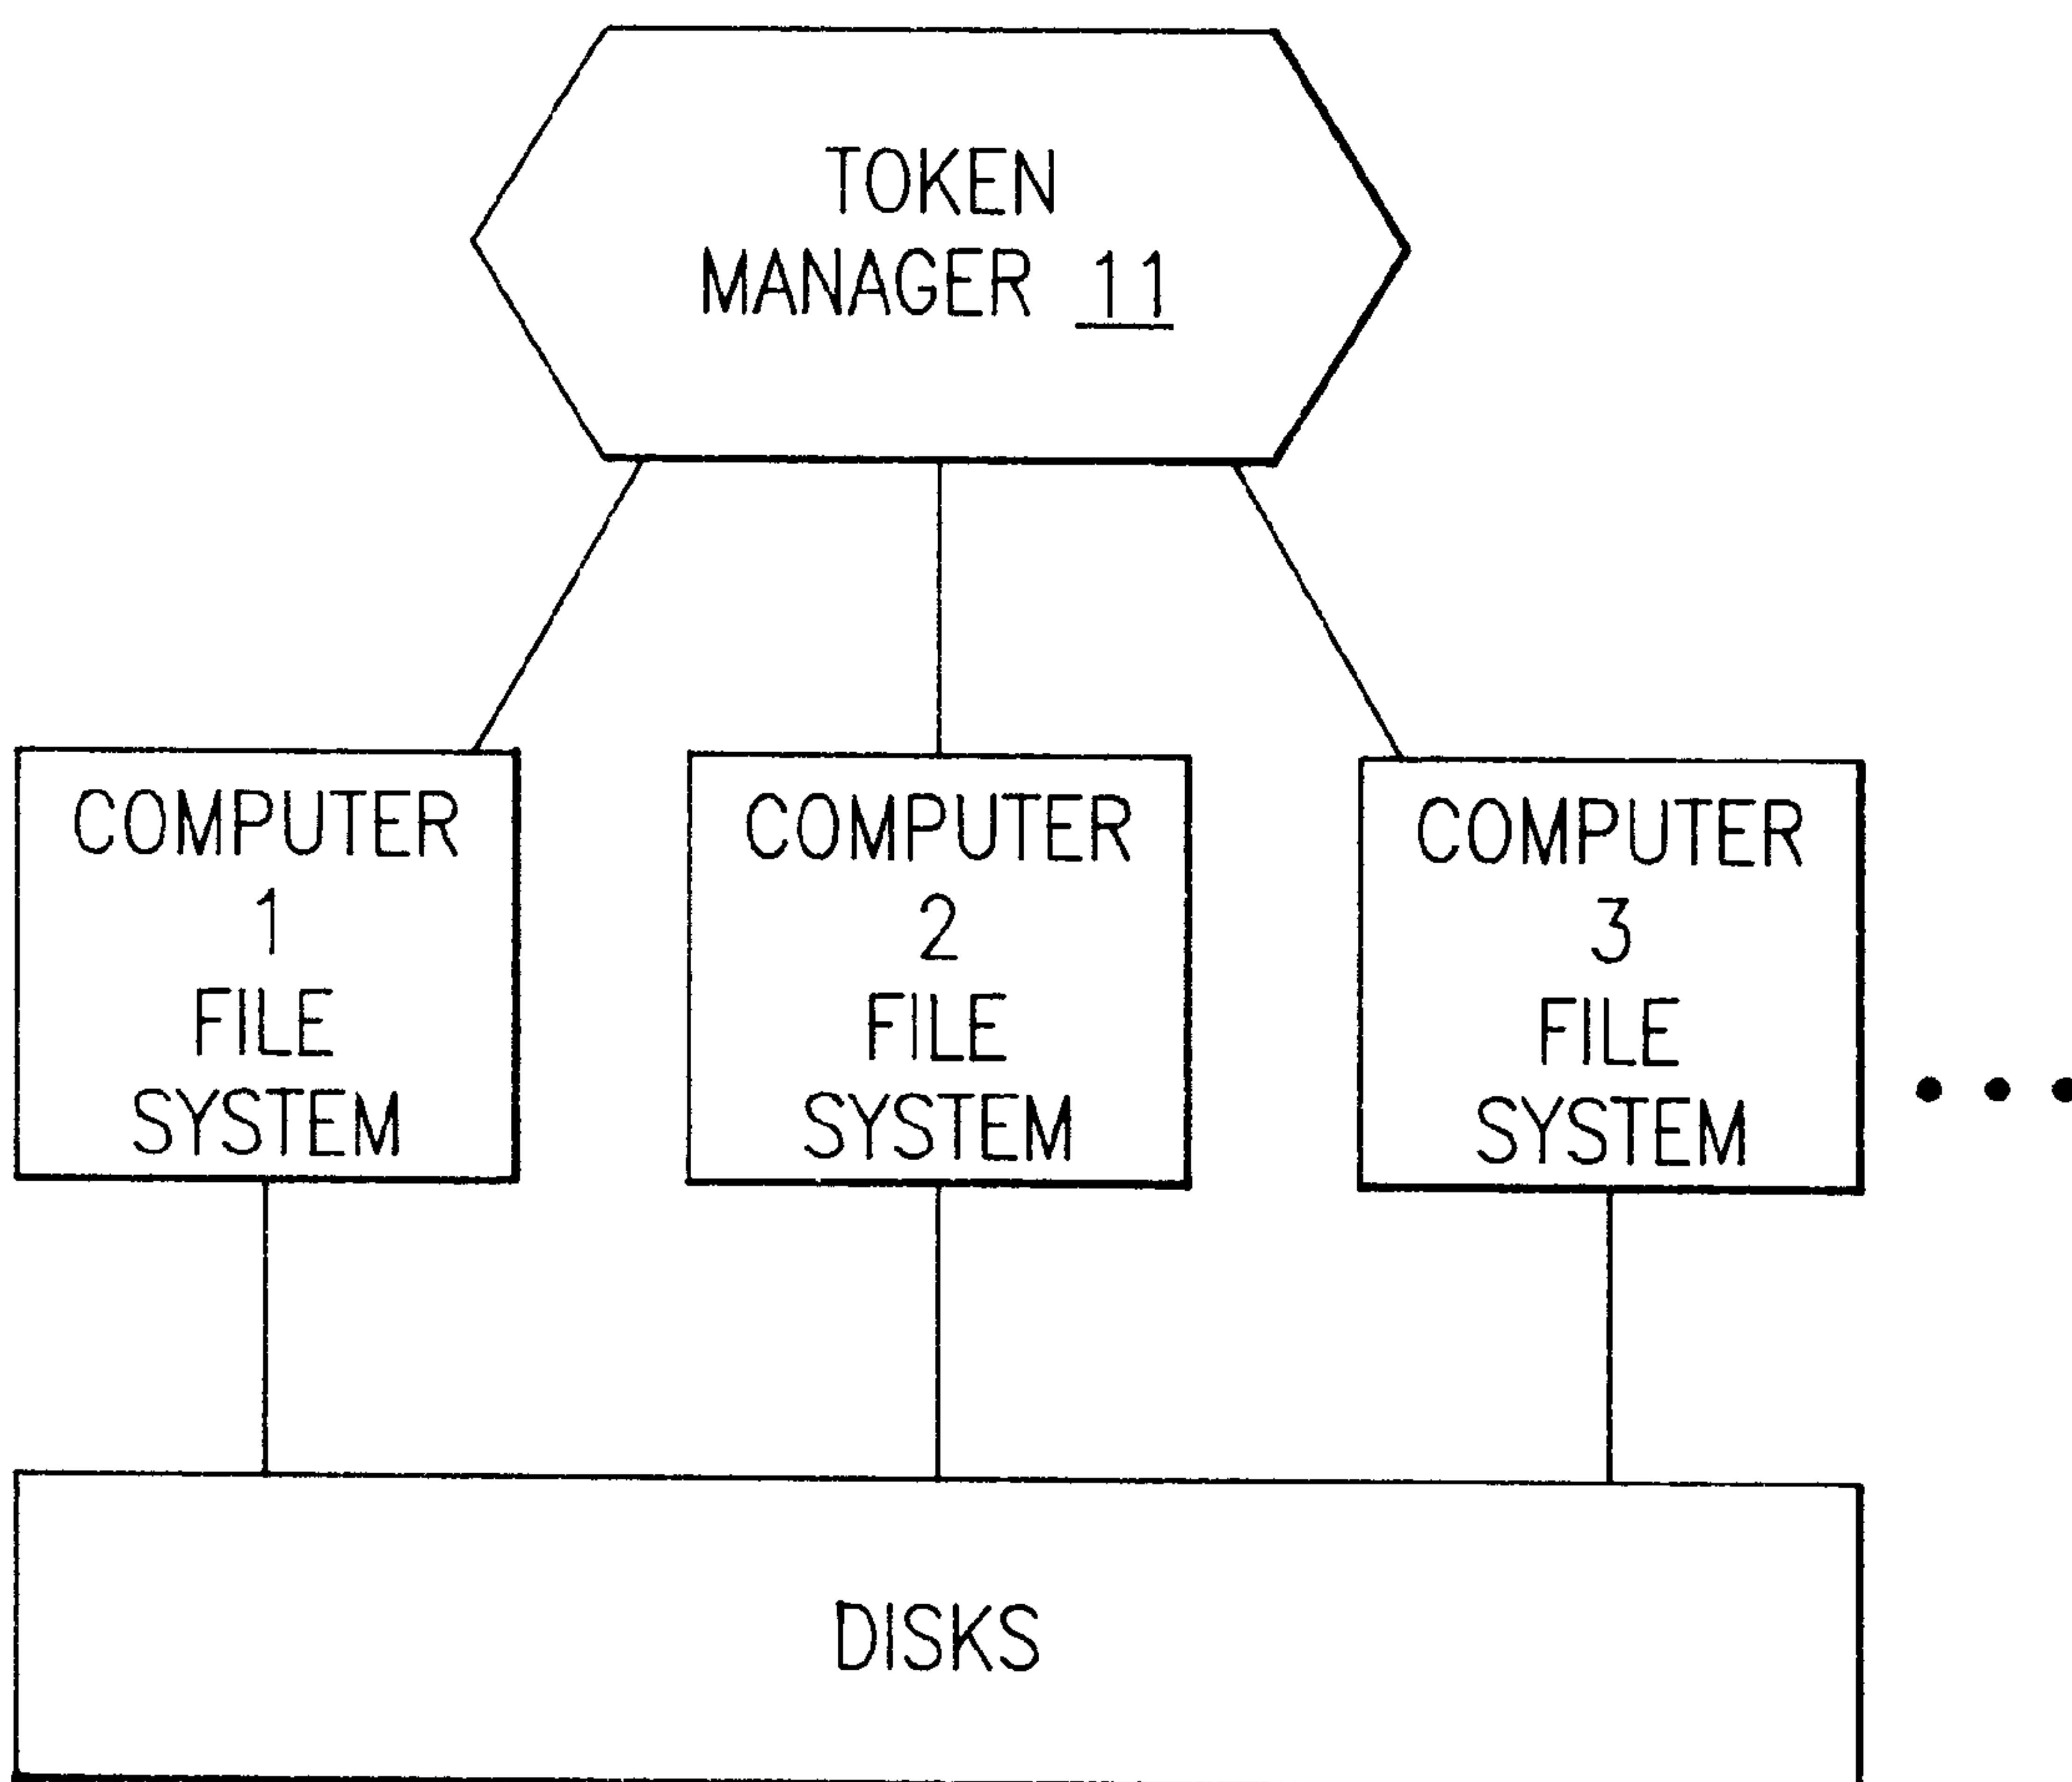 TOKEN
MANAGER 11
COMPUTER
1
FILE
SYSTEM
COMPUTER
2
FILE
SYSTEM
COMPUTER
3
FILE
SYSTEM
DISKS